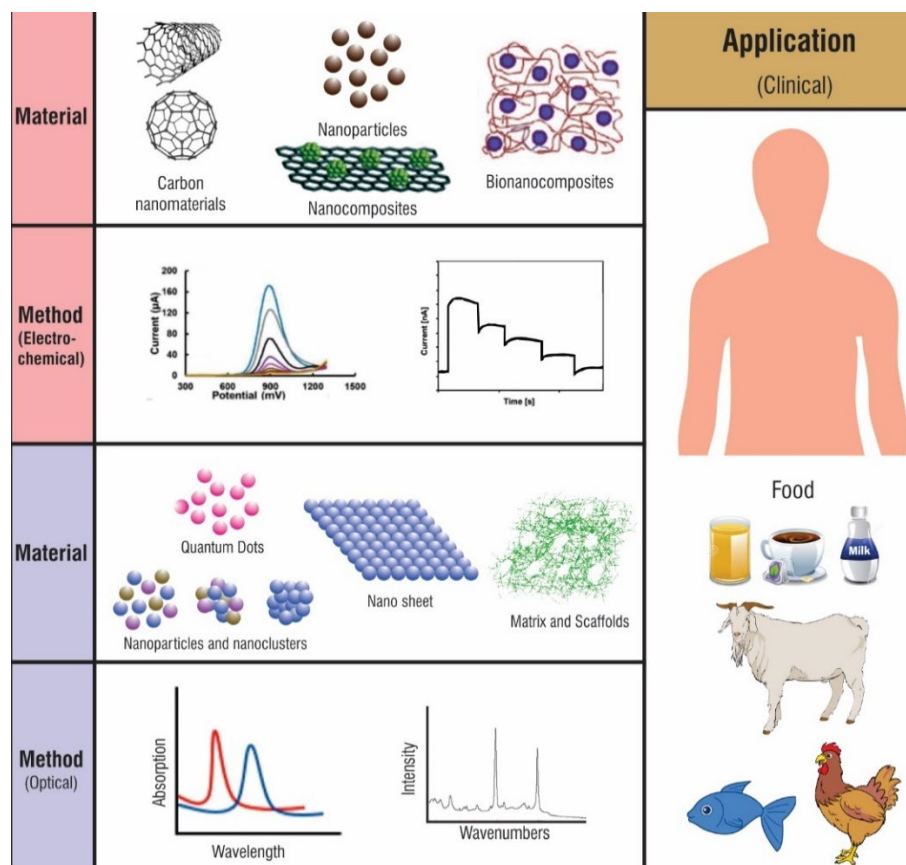 Material
Carbon
nanomaterials
Nanoparticles
Nanocomposites
Bionanocomposites
Method
(Electro-
chemical)
Current (µA)
200
160
120
80
40
0
300
600
900
1200
1500
Potential (mV)
Current [nA]
Time [s]
Material
Quantum Dots
Nanoparticles and nanoclusters
Nano sheet
Matrix and Scaffolds
Method
(Optical)
Absorption
Wavelength
Intensity
Wavenumbers
Application
(Clinical)
Food
Milk